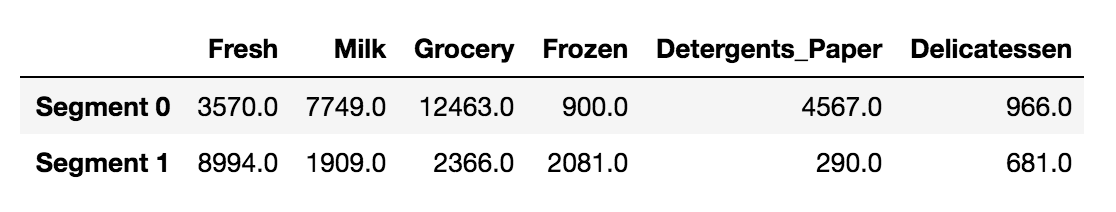 Fresh Milk Grocery Frozen Detergents_Paper Delicatessen
Segment 0 3570.0 7749.0 12463.0 900.0 4567.0 966.0
Segment 1 8994.0 1909.0 2366.0 2081.0 290.0 681.0